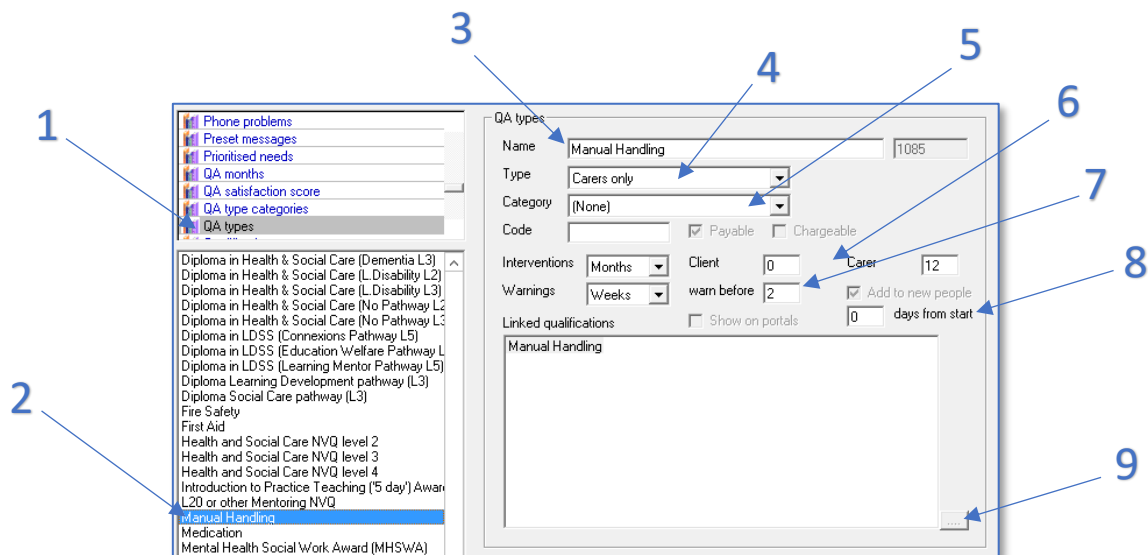 3
4
5
6
7
8
9
1
2
Phone problems
Preset messages
Prioritised needs
QA months
QA satisfaction score
QA type categories
QA types
Diploma in Health & Social Care (Dementia L3)
Diploma in Health & Social Care (L.Disability L2)
Diploma in Health & Social Care (L.Disability L3)
Diploma in Health & Social Care (No Pathway L2
Diploma in Health & Social Care (No Pathway L3
Diploma in LDSS (Connexions Pathway L5)
Diploma in LDSS (Education Welfare Pathway L
Diploma in LDSS (Learning Mentor Pathway L5)
Diploma Learning Development pathway (L3)
Diploma Social Care pathway (L3)
Fire Safety
First Aid
Health and Social Care NVQ level 2
Health and Social Care NVQ level 3
Health and Social Care NVQ level 4
Introduction to Practice Teaching ('5 day') Award
L20 or other Mentoring NVQ
Manual Handling
Medication
Mental Health Social Work Award (MHSWA)
QA types
Name Manual Handling 1085
Type Carers only
Category (None)
Code Payable Chargeable
Interventions Months Client 0 Carer 12
Warnings Weeks warn before 2 Add to new people
Linked qualifications Show on portals 0 days from start
Manual Handling
....